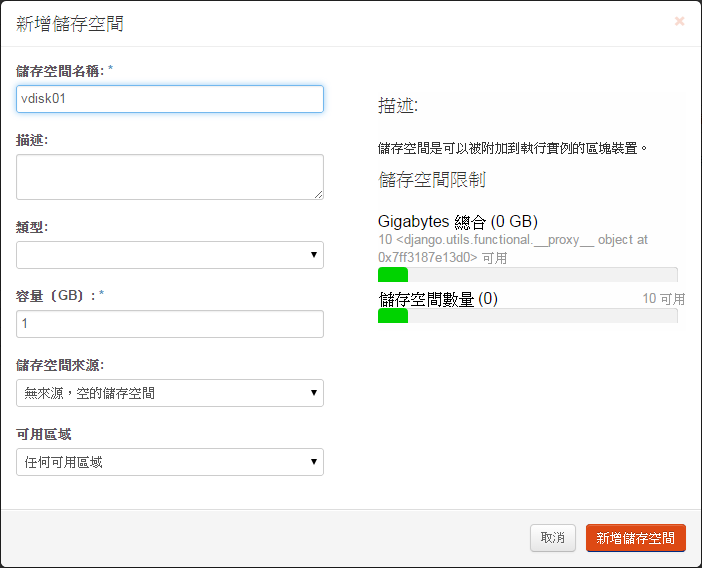 新增儲存空間
×
儲存空間名稱: *
vdisk01
描述:
類型:
容量（GB）: *
1
儲存空間來源:
無來源，空的儲存空間
可用區域
任何可用區域
描述:
儲存空間是可以被附加到執行實例的區塊裝置。
儲存空間限制
Gigabytes 總合 (0 GB)
10 <django.utils.functional.__proxy__ object at
0x7ff3187e13d0> 可用
儲存空間數量 (0) 10 可用
取消 新增儲存空間